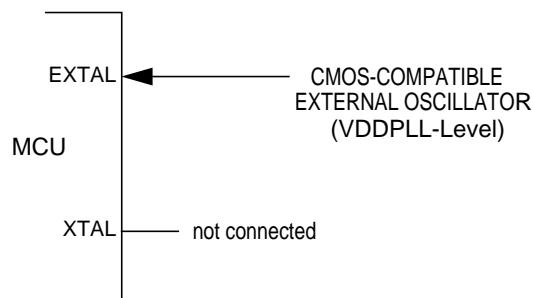 EXTAL
CMOS-COMPATIBLE
EXTERNAL OSCILLATOR
(VDDPLL-Level)
MCU
XTAL
not connected